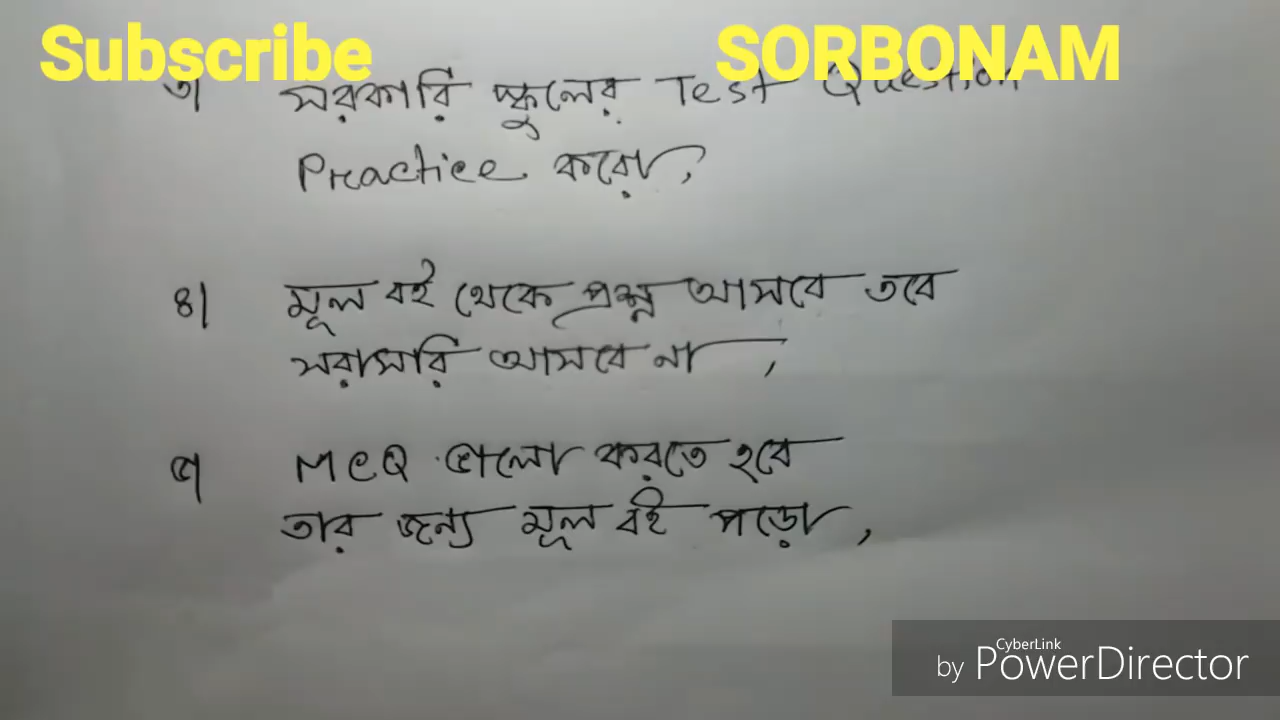 Subscribe SORBONAM
৩। সরকারি স্কুলের Test Question
Practice করো,
৪। মূল বই থেকে প্রশ্ন আসবে তবে
সরাসরি আসবে না,
৫। MCQ ভালো করতে হবে
তার জন্য মূল বই পড়ো,
CyberLink
by PowerDirector